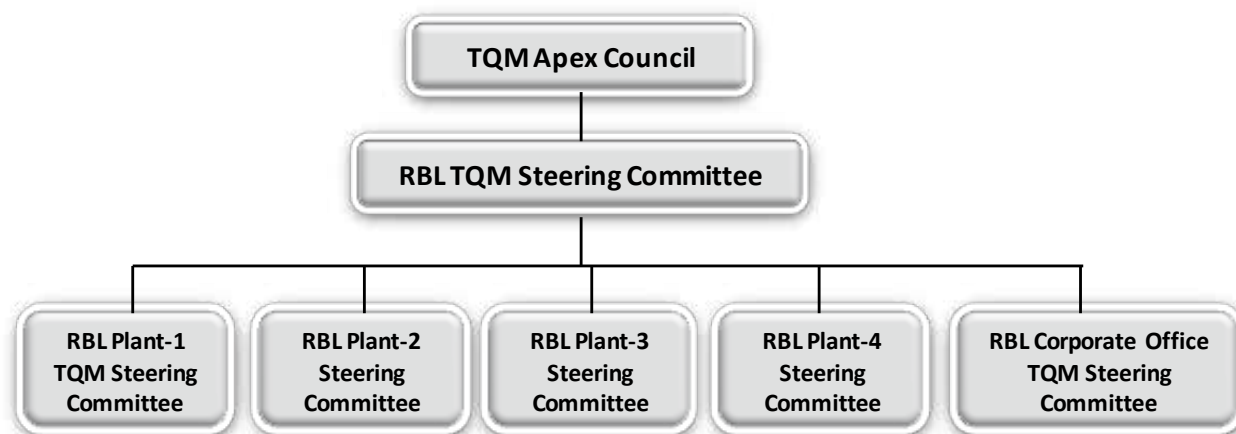 TQM Apex Council
RBL TQM Steering Committee
RBL Plant-1
TQM Steering
Committee
RBL Plant-2
Steering
Committee
RBL Plant-3
Steering
Committee
RBL Plant-4
Steering
Committee
RBL Corporate Office
TQM Steering
Committee